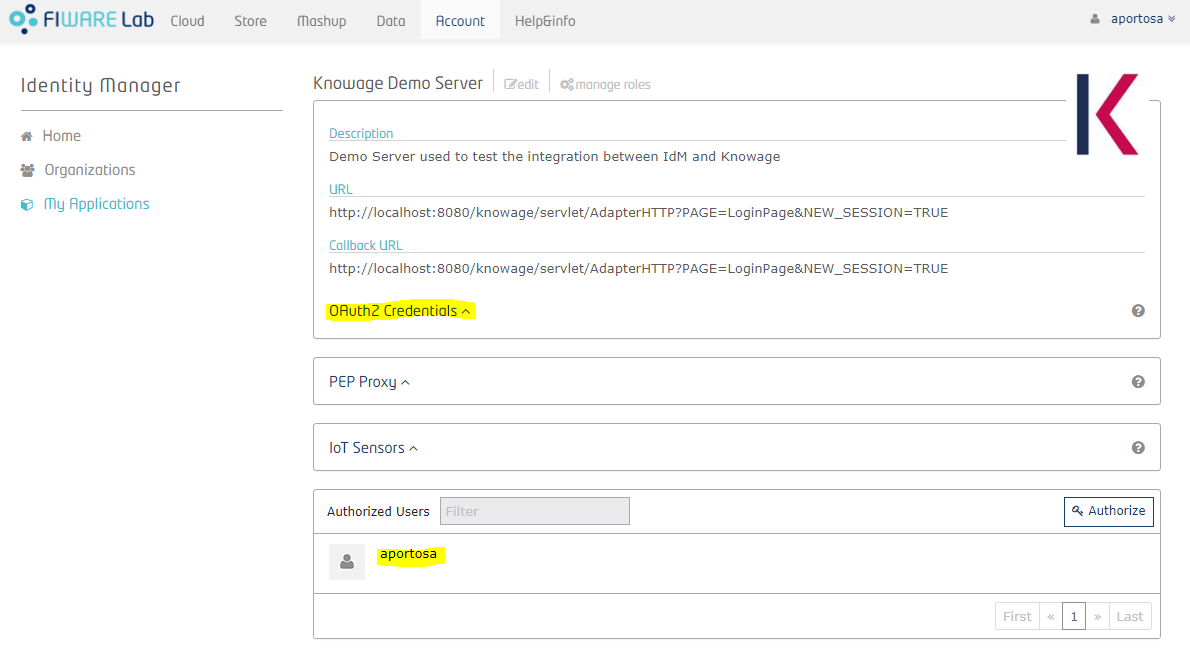 FIWARE Lab Cloud Store Mashup Data Account Help&info aportosa
Identity Manager
Home
Organizations
My Applications
Knowage Demo Server edit manage roles
K
Description
Demo Server used to test the integration between IdM and Knowage
URL
http://localhost:8080/knowage/servlet/AdapterHTTP?PAGE=LoginPage&NEW_SESSION=TRUE
Callback URL
http://localhost:8080/knowage/servlet/AdapterHTTP?PAGE=LoginPage&NEW_SESSION=TRUE
OAuth2 Credentials ?
PEP Proxy ?
IoT Sensors ?
Authorized Users Filter Authorize
aportosa
First « 1 » Last